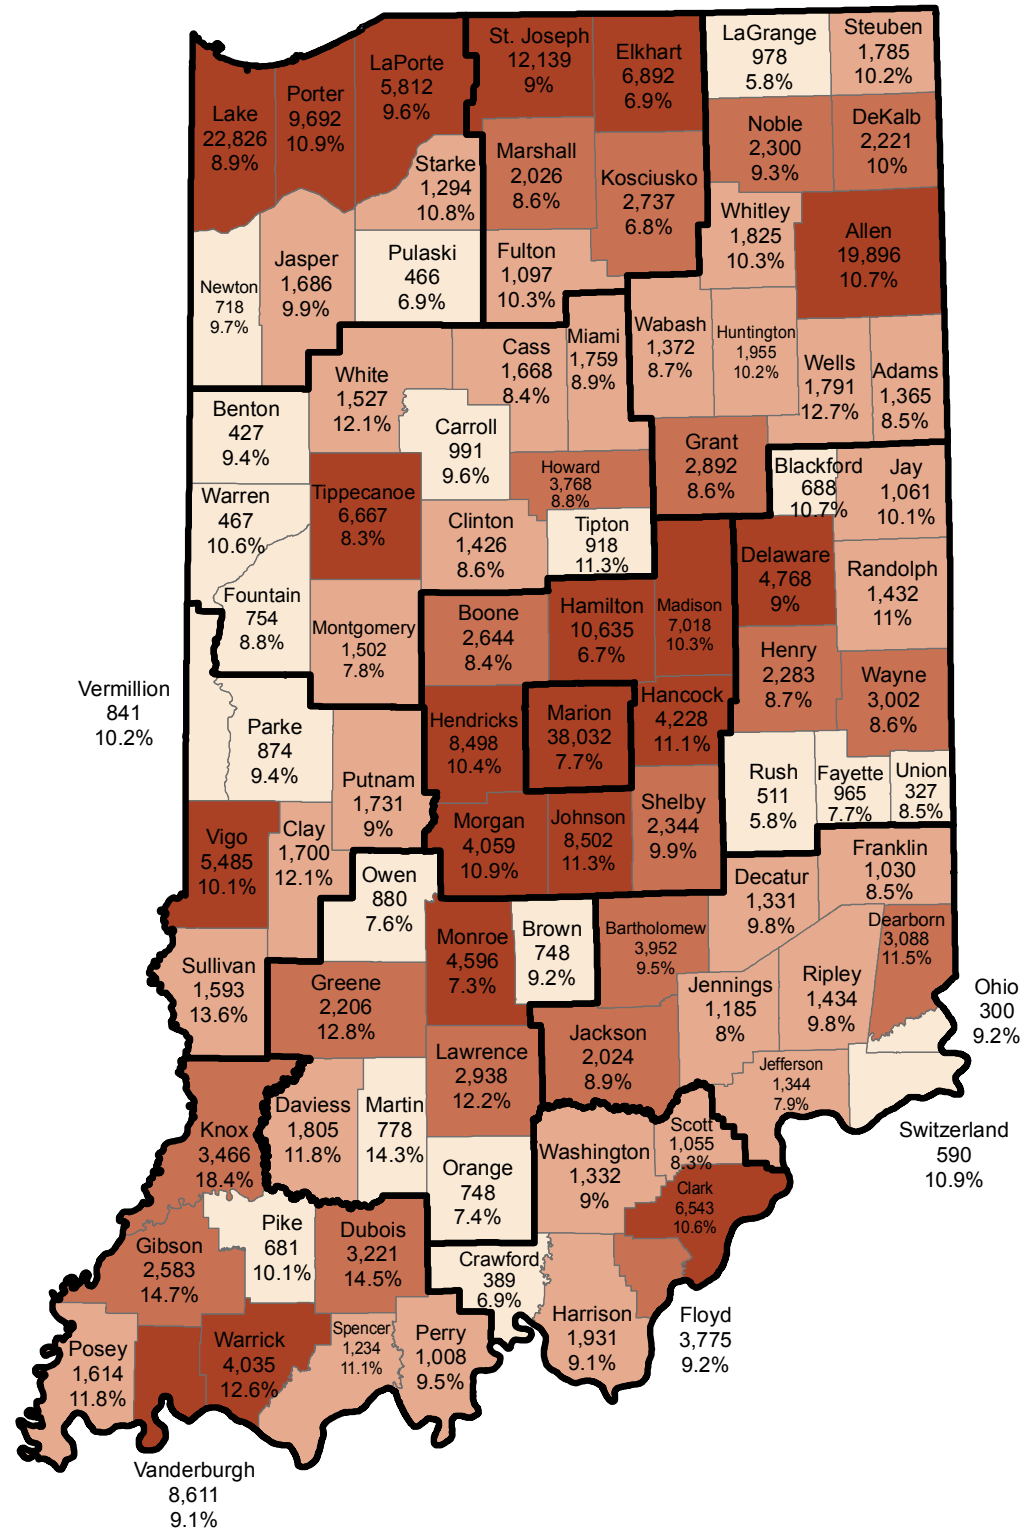 St. Joseph
12,139
9%
Elkhart
6,892
6.9%
LaGrange
978
5.8%
Steuben
1,785
10.2%
LaPorte
5,812
9.6%
Porter
9,692
10.9%
Lake
22,826
8.9%
Noble
2,300
9.3%
DeKalb
2,221
10%
Marshall
2,026
8.6%
Kosciusko
2,737
6.8%
Starke
1,294
10.8%
Whitley
1,825
10.3%
Allen
19,896
10.7%
Newton
718
9.7%
Jasper
1,686
9.9%
Pulaski
466
6.9%
Fulton
1,097
10.3%
Wabash
1,372
8.7%
Huntington
1,955
10.2%
Wells
1,791
12.7%
Adams
1,365
8.5%
Miami
1,759
8.9%
Cass
1,668
8.4%
White
1,527
12.1%
Benton
427
9.4%
Carroll
991
9.6%
Howard
3,768
8.8%
Grant
2,892
8.6%
Blackford
688
10.7%
Jay
1,061
10.1%
Warren
467
10.6%
Tippecanoe
6,667
8.3%
Clinton
1,426
8.6%
Tipton
918
11.3%
Delaware
4,768
9%
Randolph
1,432
11%
Fountain
754
8.8%
Montgomery
1,502
7.8%
Boone
2,644
8.4%
Hamilton
10,635
6.7%
Madison
7,018
10.3%
Henry
2,283
8.7%
Wayne
3,002
8.6%
Vermillion
841
10.2%
Parke
874
9.4%
Hendricks
8,498
10.4%
Marion
38,032
7.7%
Hancock
4,228
11.1%
Putnam
1,731
9%
Rush
511
5.8%
Fayette
965
7.7%
Union
327
8.5%
Vigo
5,485
10.1%
Clay
1,700
12.1%
Morgan
4,059
10.9%
Johnson
8,502
11.3%
Shelby
2,344
9.9%
Owen
880
7.6%
Decatur
1,331
9.8%
Franklin
1,030
8.5%
Monroe
4,596
7.3%
Brown
748
9.2%
Bartholomew
3,952
9.5%
Dearborn
3,088
11.5%
Sullivan
1,593
13.6%
Greene
2,206
12.8%
Jennings
1,185
8%
Ripley
1,434
9.8%
Ohio
300
9.2%
Lawrence
2,938
12.2%
Jackson
2,024
8.9%
Jefferson
1,344
7.9%
Switzerland
590
10.9%
Knox
3,466
18.4%
Daviess
1,805
11.8%
Martin
778
14.3%
Orange
748
7.4%
Washington
1,332
9%
Scott
1,055
8.3%
Clark
6,543
10.6%
Gibson
2,583
14.7%
Pike
681
10.1%
Dubois
3,221
14.5%
Crawford
389
6.9%
Harrison
1,931
9.1%
Floyd
3,775
9.2%
Posey
1,614
11.8%
Warrick
4,035
12.6%
Spencer
1,234
11.1%
Perry
1,008
9.5%
Vanderburgh
8,611
9.1%